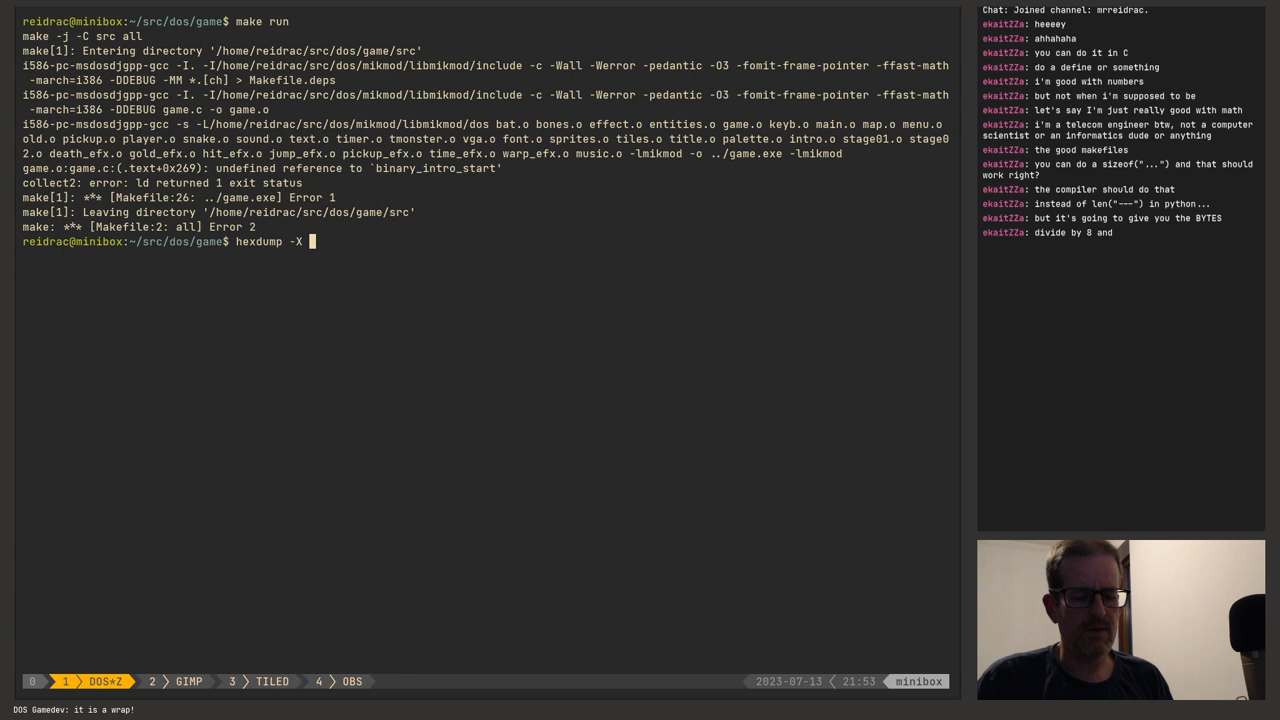 reidrac@minibox:~/src/dos/game$ make run
make -j -C src all
make[1]: Entering directory '/home/reidrac/src/dos/game/src'
i586-pc-msdosdjgpp-gcc -I. -I/home/reidrac/src/dos/mikmod/libmikmod/include -c -Wall -Werror -pedantic -O3 -fomit-frame-pointer -ffast-math
-march=i386 -DDEBUG -MM *.[ch] > Makefile.deps
i586-pc-msdosdjgpp-gcc -I. -I/home/reidrac/src/dos/mikmod/libmikmod/include -c -Wall -Werror -pedantic -O3 -fomit-frame-pointer -ffast-math
-march=i386 -DDEBUG game.c -o game.o
i586-pc-msdosdjgpp-gcc -s -L/home/reidrac/src/dos/mikmod/libmikmod/dos bat.o bones.o effect.o entities.o game.o keyb.o main.o map.o menu.o
old.o pickup.o player.o snake.o sound.o text.o timer.o tmonster.o vga.o font.o sprites.o tiles.o title.o palette.o intro.o stage01.o stage0
2.o death_efx.o gold_efx.o hit_efx.o jump_efx.o pickup_efx.o time_efx.o warp_efx.o music.o -lmikmod -o ../game.exe -lmikmod
game.o:game.c:(.text+0x269): undefined reference to `binary_intro_start'
collect2: error: ld returned 1 exit status
make[1]: *** [Makefile:26: ../game.exe] Error 1
make[1]: Leaving directory '/home/reidrac/src/dos/game/src'
make: *** [Makefile:2: all] Error 2
reidrac@minibox:~/src/dos/game$ hexdump -X
0 1 DOS*Z 2 GIMP 3 TILED 4 OBS 2023-07-13 21:53 minibox
DOS Gamedev: it is a wrap!
Chat: Joined channel: mrreidrac.
ekaitZZa: heeeey
ekaitZZa: ahhahaha
ekaitZZa: you can do it in C
ekaitZZa: do a define or something
ekaitZZa: i'm good with numbers
ekaitZZa: but not when i'm supposed to be
ekaitZZa: let's say I'm just really good with math
ekaitZZa: i'm a telecom engineer btw, not a computer
scientist or an informatics dude or anything
ekaitZZa: the good makefiles
ekaitZZa: you can do a sizeof("...") and that should
work right?
ekaitZZa: the compiler should do that
ekaitZZa: instead of len("---") in python...
ekaitZZa: but it's going to give you the BYTES
ekaitZZa: divide by 8 and